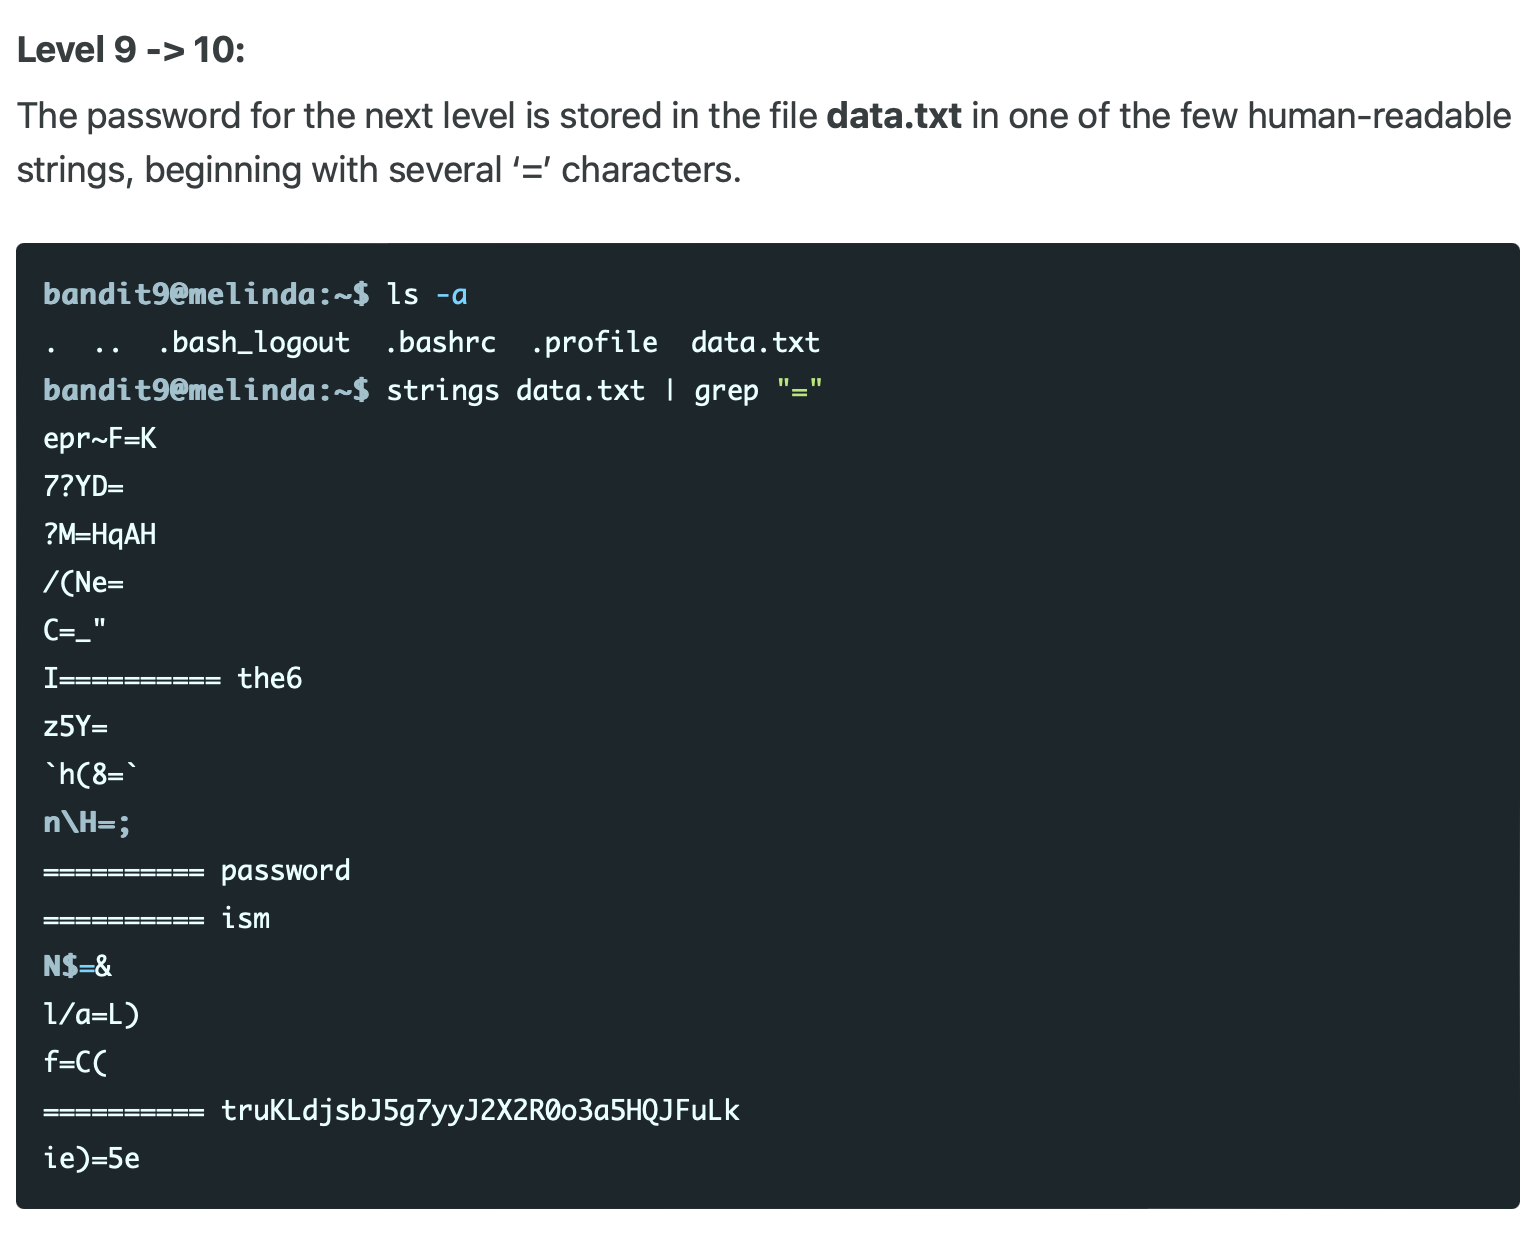 Level 9 -> 10:
The password for the next level is stored in the file data.txt in one of the few human-readable
strings, beginning with several ‘=’ characters.
bandit9@melinda:~$ ls -a
.  ..  .bash_logout  .bashrc  .profile  data.txt
bandit9@melinda:~$ strings data.txt | grep "="
epr~F=K
7?YD=
?M=HqAH
/(Ne=
C=_"
I========== the6
z5Y=
`h(8=`
n\H=;
========== password
========== ism
N$=&
l/a=L)
f=C(
========== truKLdjsbJ5g7yyJ2X2R0o3a5HQJFuLk
ie)=5e